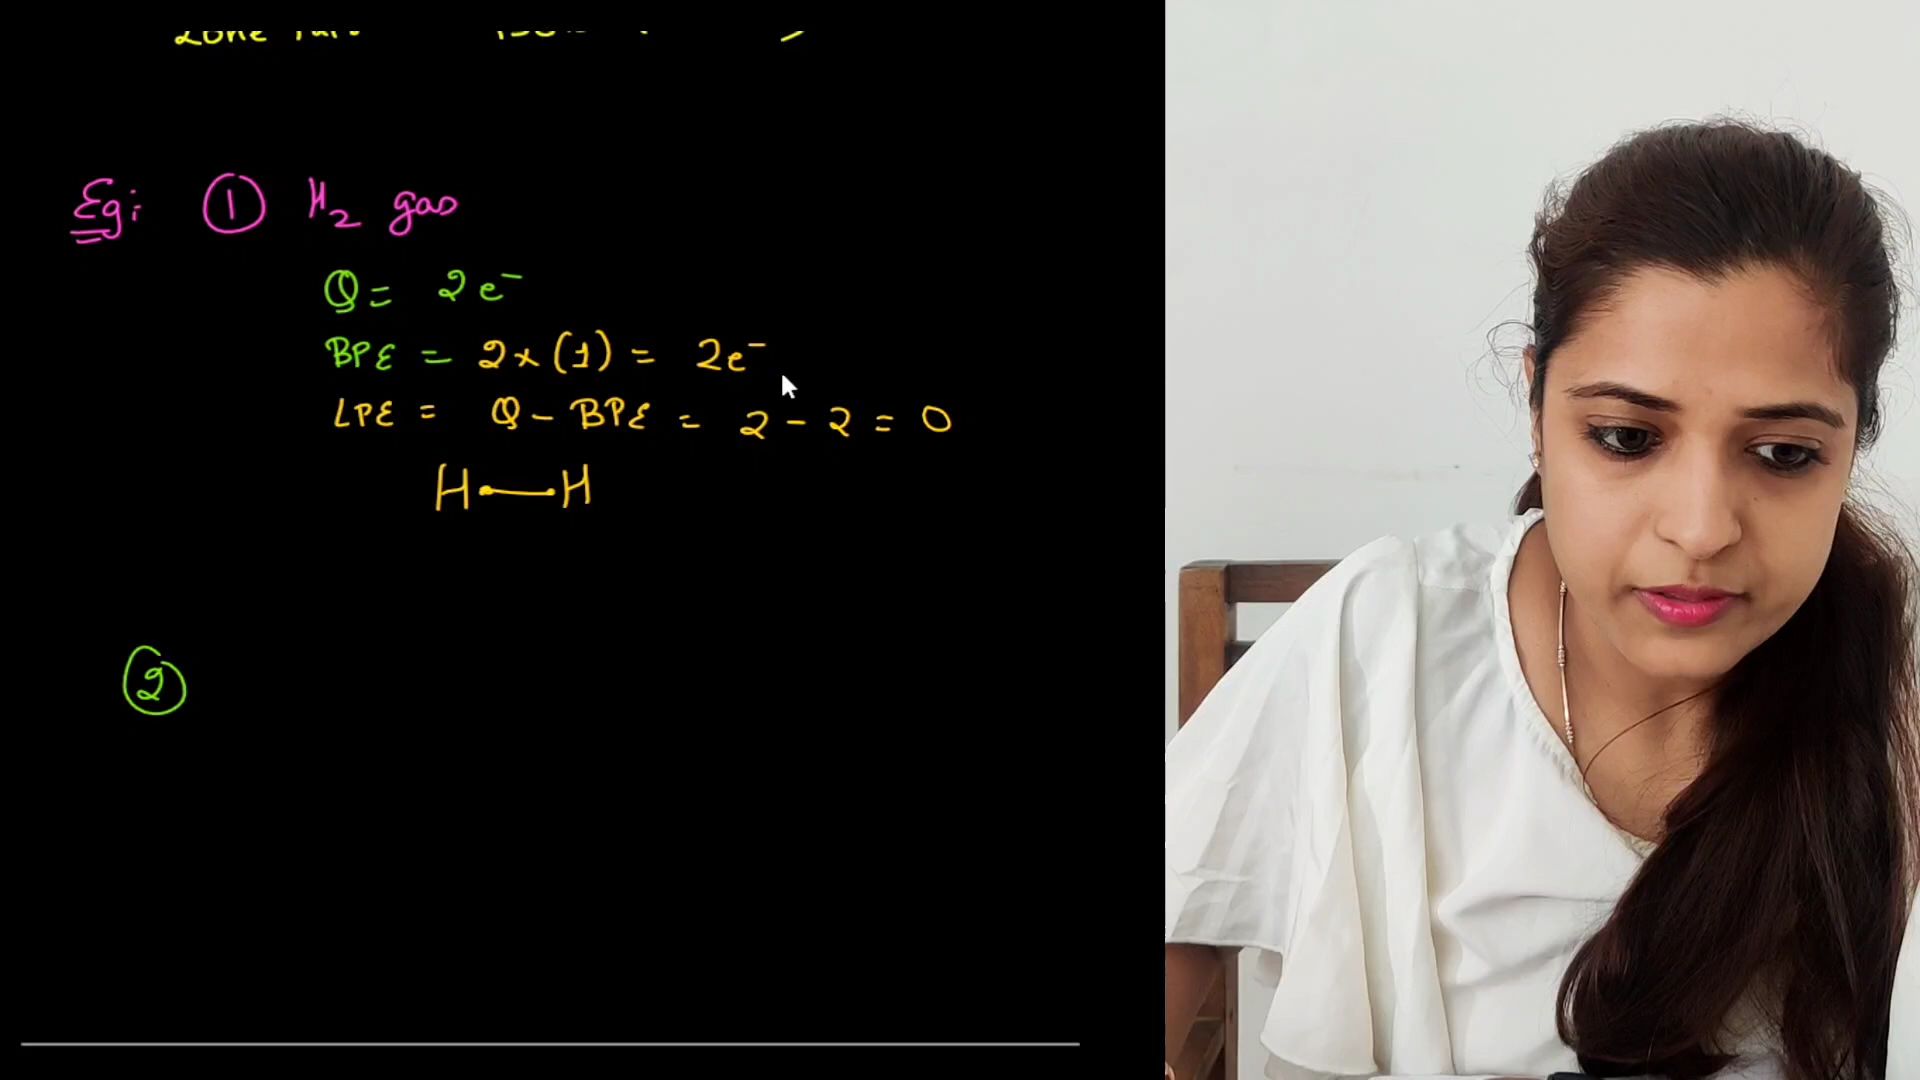 Eg: ① H₂ gas
Q = 2e⁻
BPE = 2 × (1) = 2e⁻
LPE = Q - BPE = 2 - 2 = 0
H — H
②